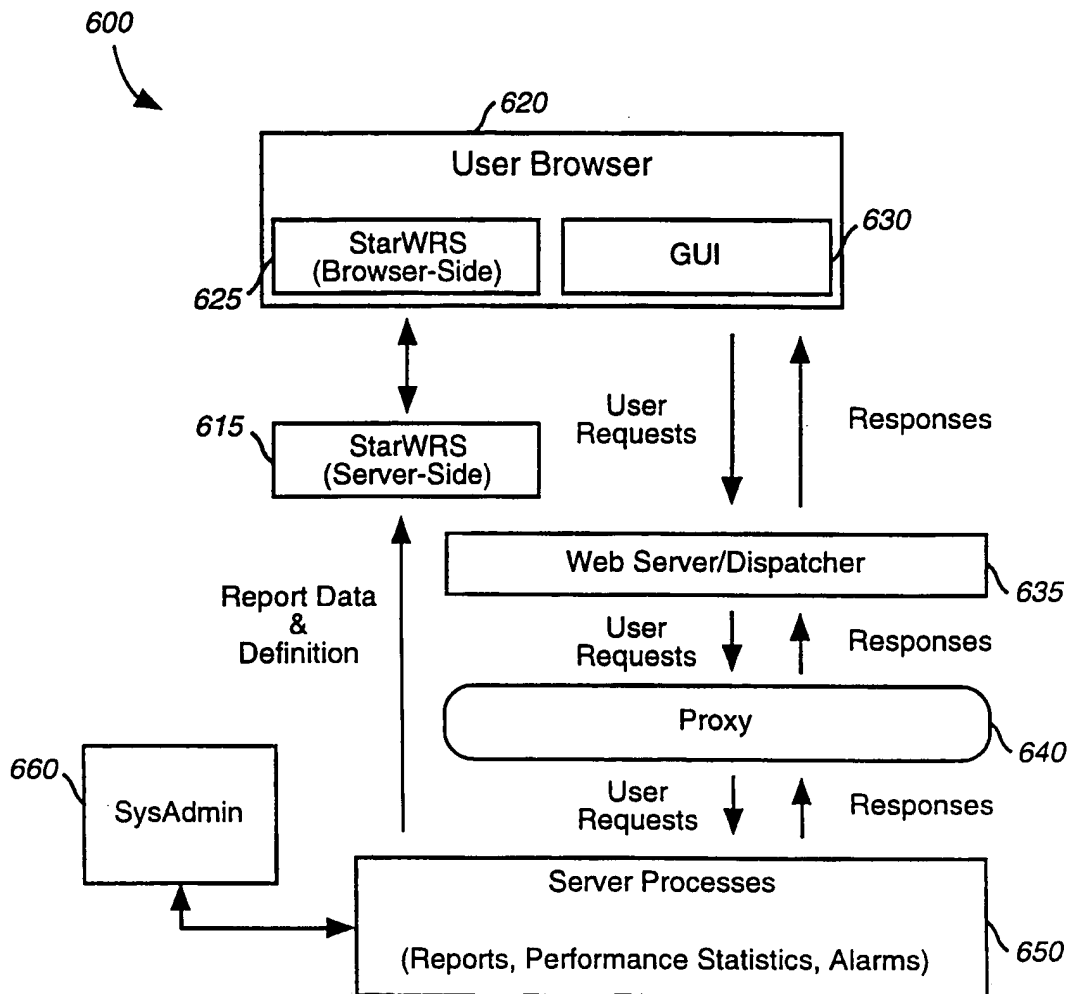 600
620
User Browser
630
StarWRS
(Browser-Side)
GUI
625
615
StarWRS
(Server-Side)
User
Requests
Responses
Web Server/Dispatcher
635
Report Data
&
Definition
User
Requests
Responses
Proxy
640
660
SysAdmin
User
Requests
Responses
Server Processes
(Reports, Performance Statistics, Alarms)
650